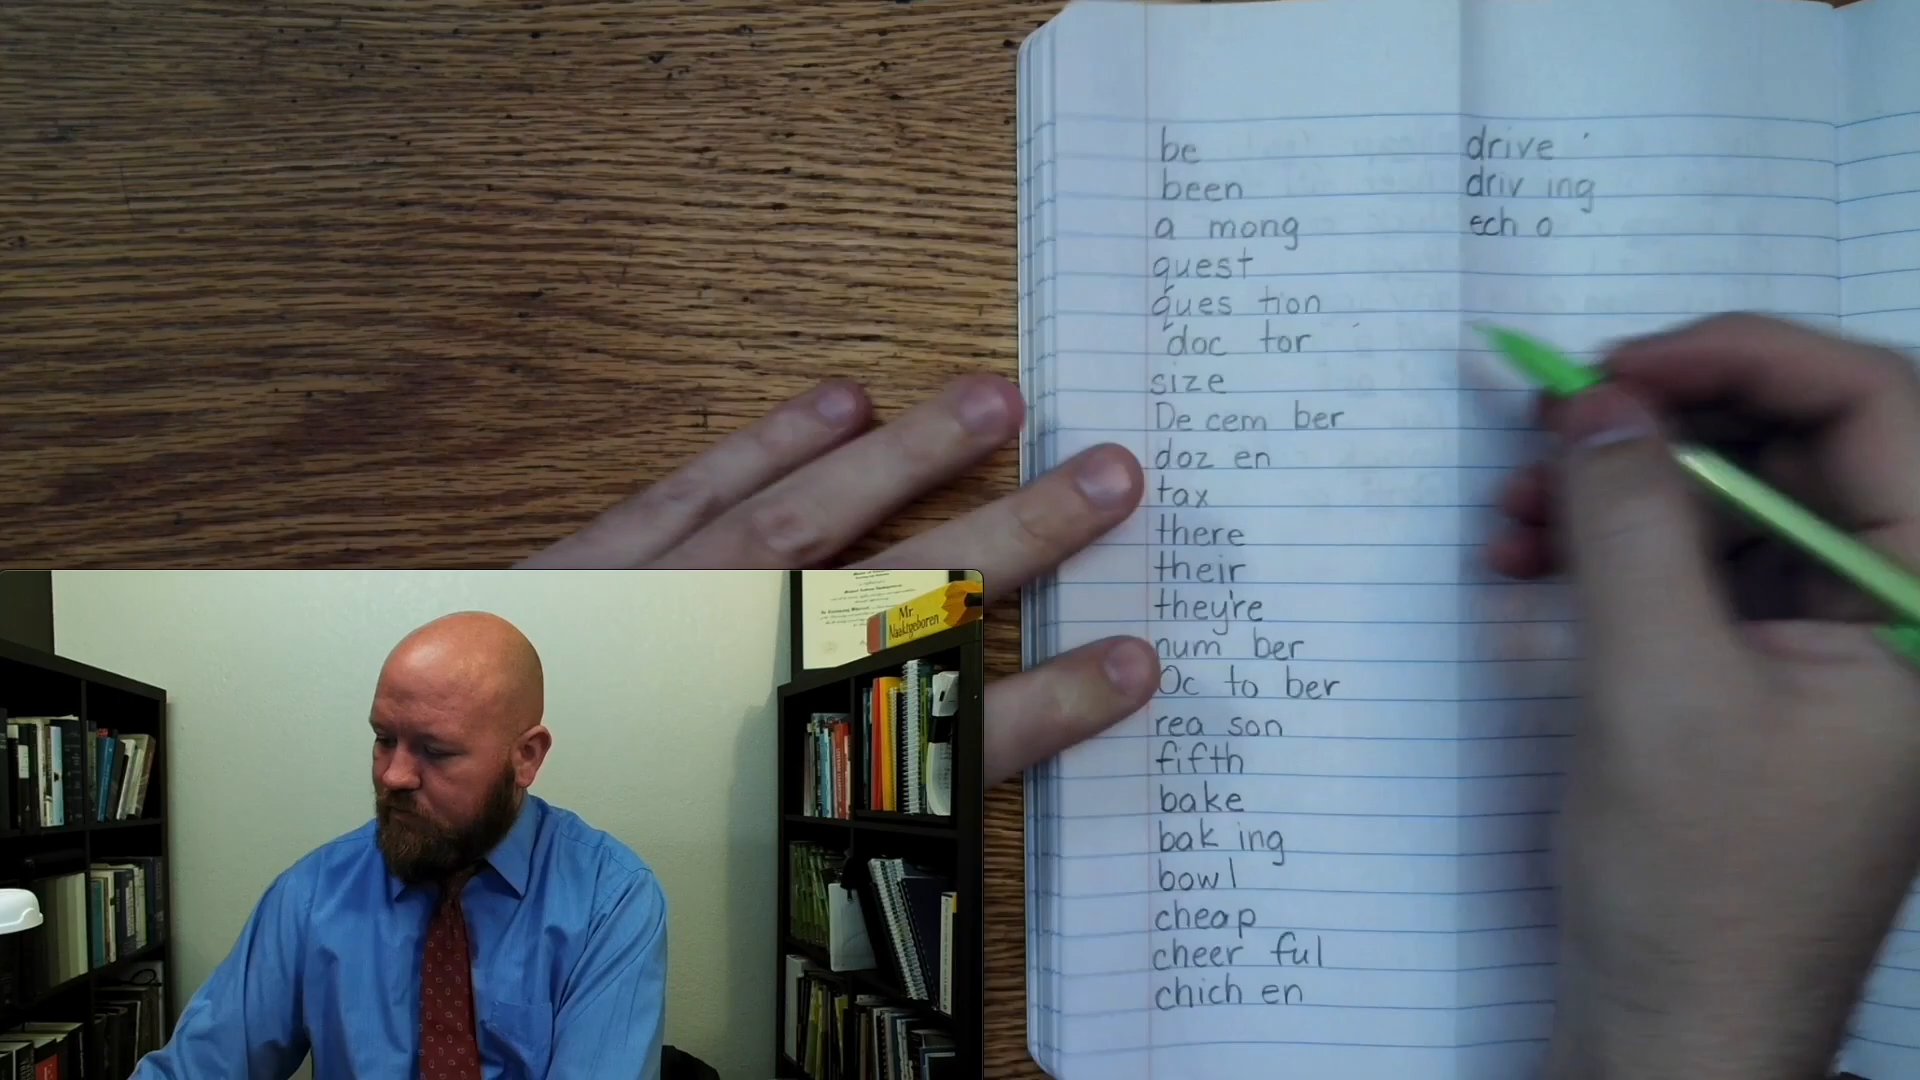 be
been
a mong
quest
ques tion
doc tor
size
De cem ber
doz en
tax
there
their
they're
num ber
Oc to ber
rea son
fifth
bake
bak ing
bowl
cheap
cheer ful
chich en
drive
driv ing
ech o
Mr.
Naaktgeboren